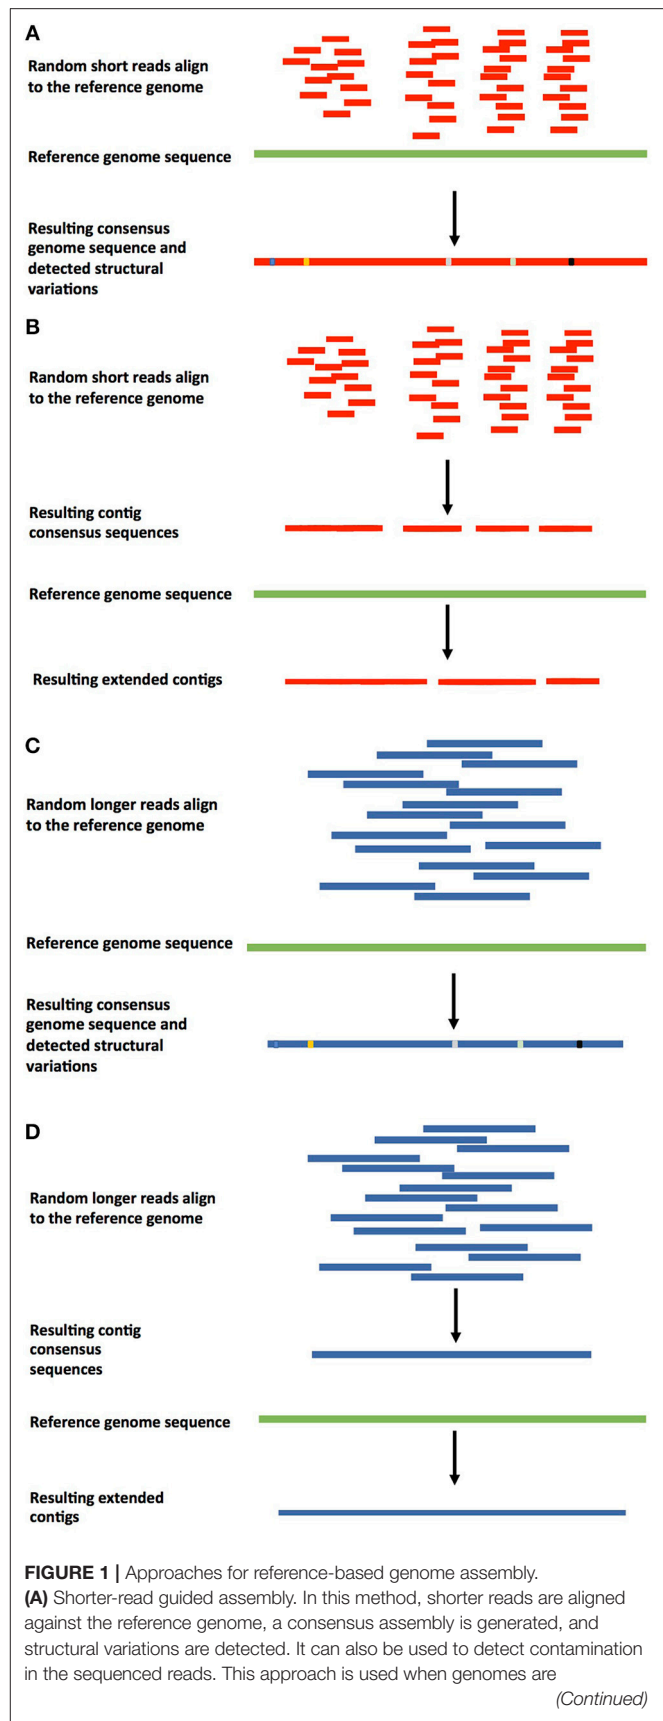 A
Random short reads align
to the reference genome
Reference genome sequence
Resulting consensus
genome sequence and
detected structural
variations
B
Random short reads align
to the reference genome
Resulting contig
consensus sequences
Reference genome sequence
Resulting extended contigs
C
Random longer reads align
to the reference genome
Reference genome sequence
Resulting consensus
genome sequence and
detected structural
variations
D
Random longer reads align
to the reference genome
Resulting contig
consensus
sequences
Reference genome sequence
Resulting extended
contigs
FIGURE 1 | Approaches for reference-based genome assembly.
(A) Shorter-read guided assembly. In this method, shorter reads are aligned
against the reference genome, a consensus assembly is generated, and
structural variations are detected. It can also be used to detect contamination
in the sequenced reads. This approach is used when genomes are
(Continued)